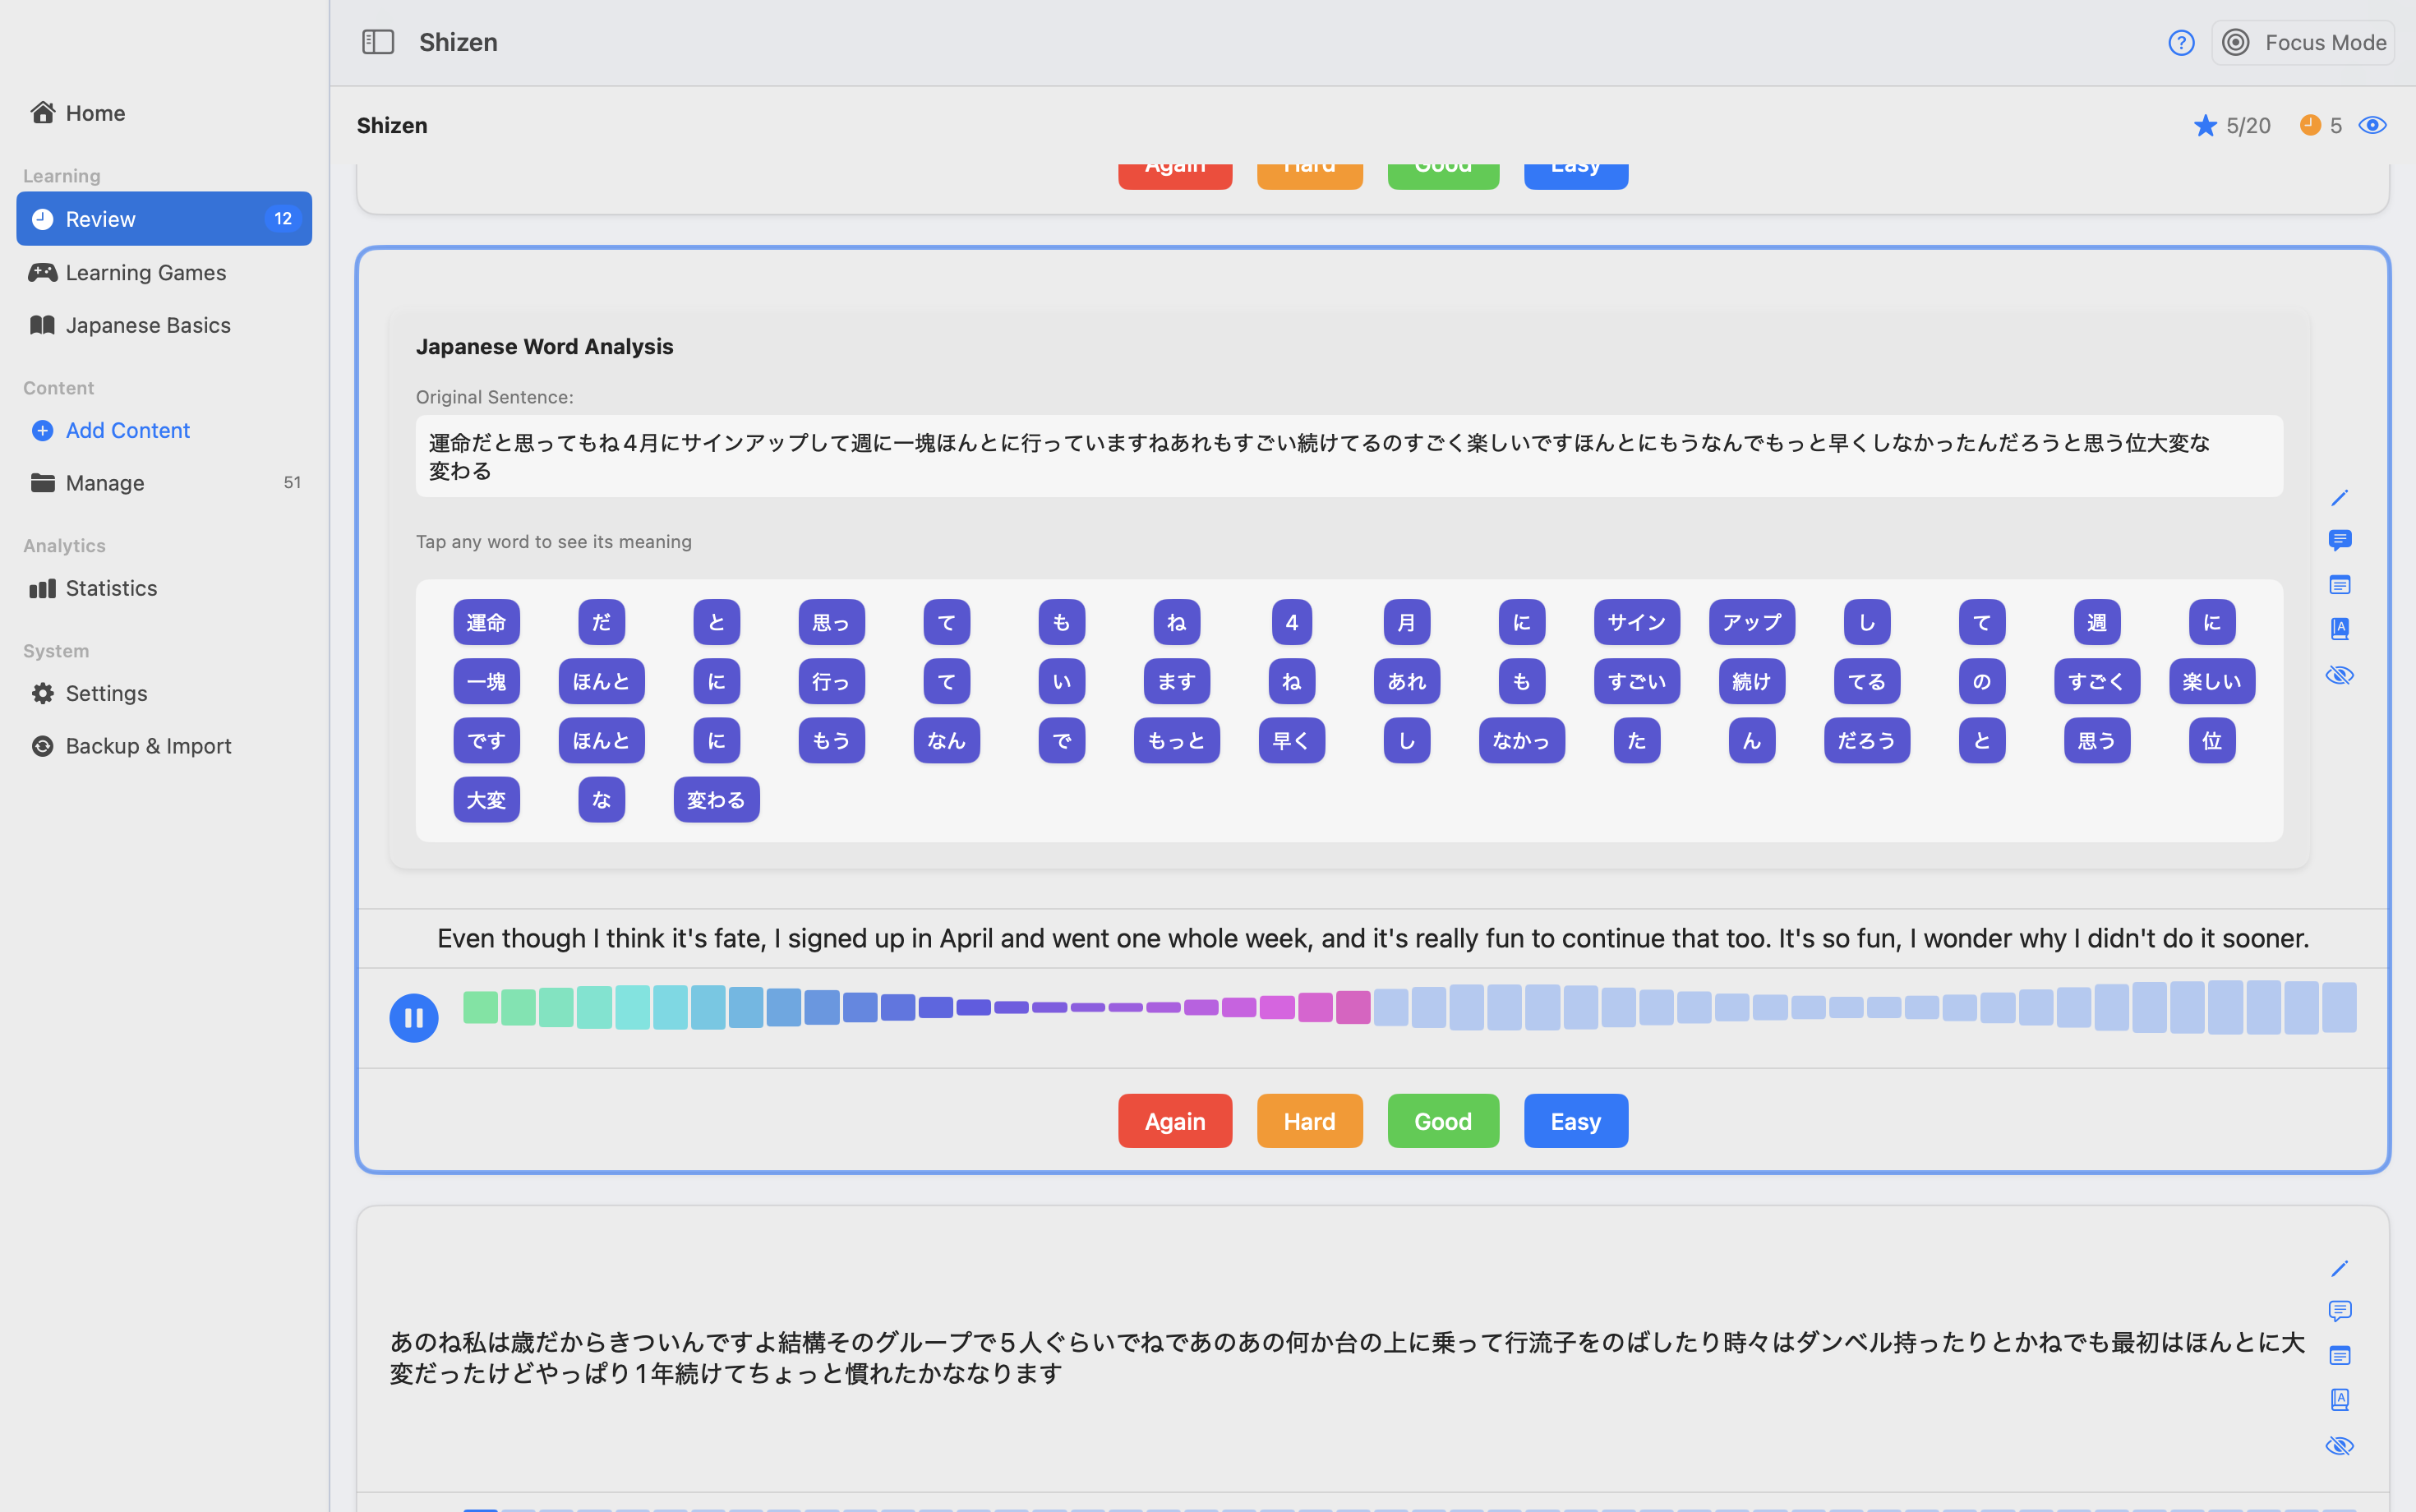 Shizen
Focus Mode
Home
Learning
Review 12
Learning Games
Japanese Basics
Content
Add Content
Manage 51
Analytics
Statistics
System
Settings
Backup & Import
Shizen
5/20 5
Again Hard Good Easy
Japanese Word Analysis
Original Sentence:
運命だと思ってもね4月にサインアップして週に一塊ほんとに行っていますねあれもすごい続けてるのすごく楽しいですほんとにもうなんでもっと早くしなかったんだろうと思う位大変な
変わる
Tap any word to see its meaning
運命 だ と 思っ て も ね 4 月 に サイン アップ し て 週 に
一塊 ほんと に 行っ て い ます ね あれ も すごい 続け てる の すごく 楽しい
です ほんと に もう なん で もっと 早く し なかっ た ん だろう と 思う 位
大変 な 変わる
Even though I think it's fate, I signed up in April and went one whole week, and it's really fun to continue that too. It's so fun, I wonder why I didn't do it sooner.
Again Hard Good Easy
あのね私は歳だからきついんですよ結構そのグループで5人ぐらいでねであのあの何か台の上に乗って行流子をのばしたり時々はダンベル持ったりとかねでも最初はほんとに大
変だったけどやっぱり1年続けてちょっと慣れたかななります